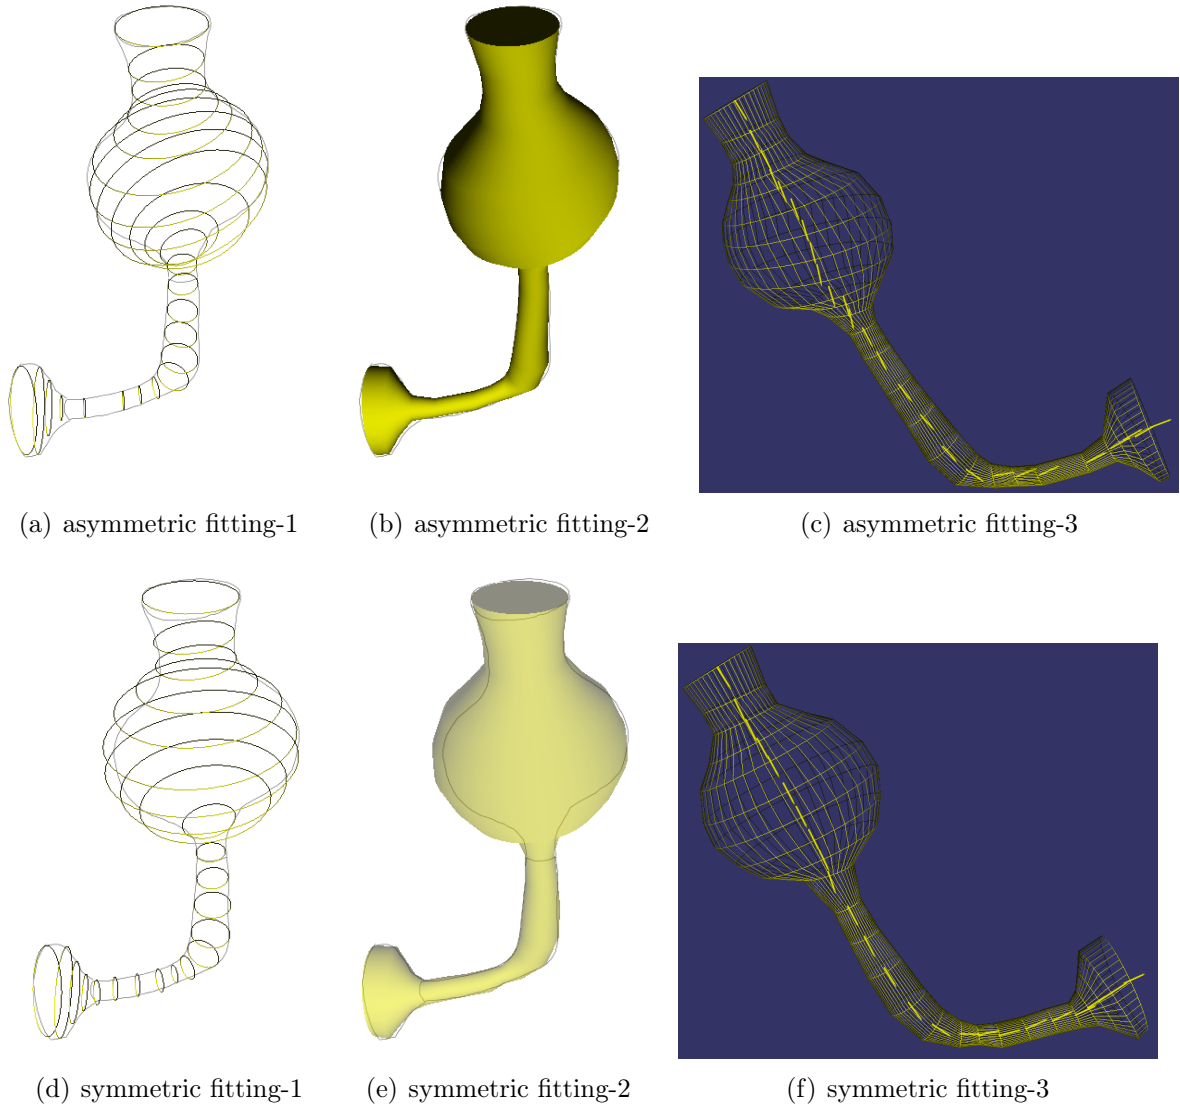 (a) asymmetric fitting-1
(b) asymmetric fitting-2
(c) asymmetric fitting-3
(d) symmetric fitting-1
(e) symmetric fitting-2
(f) symmetric fitting-3